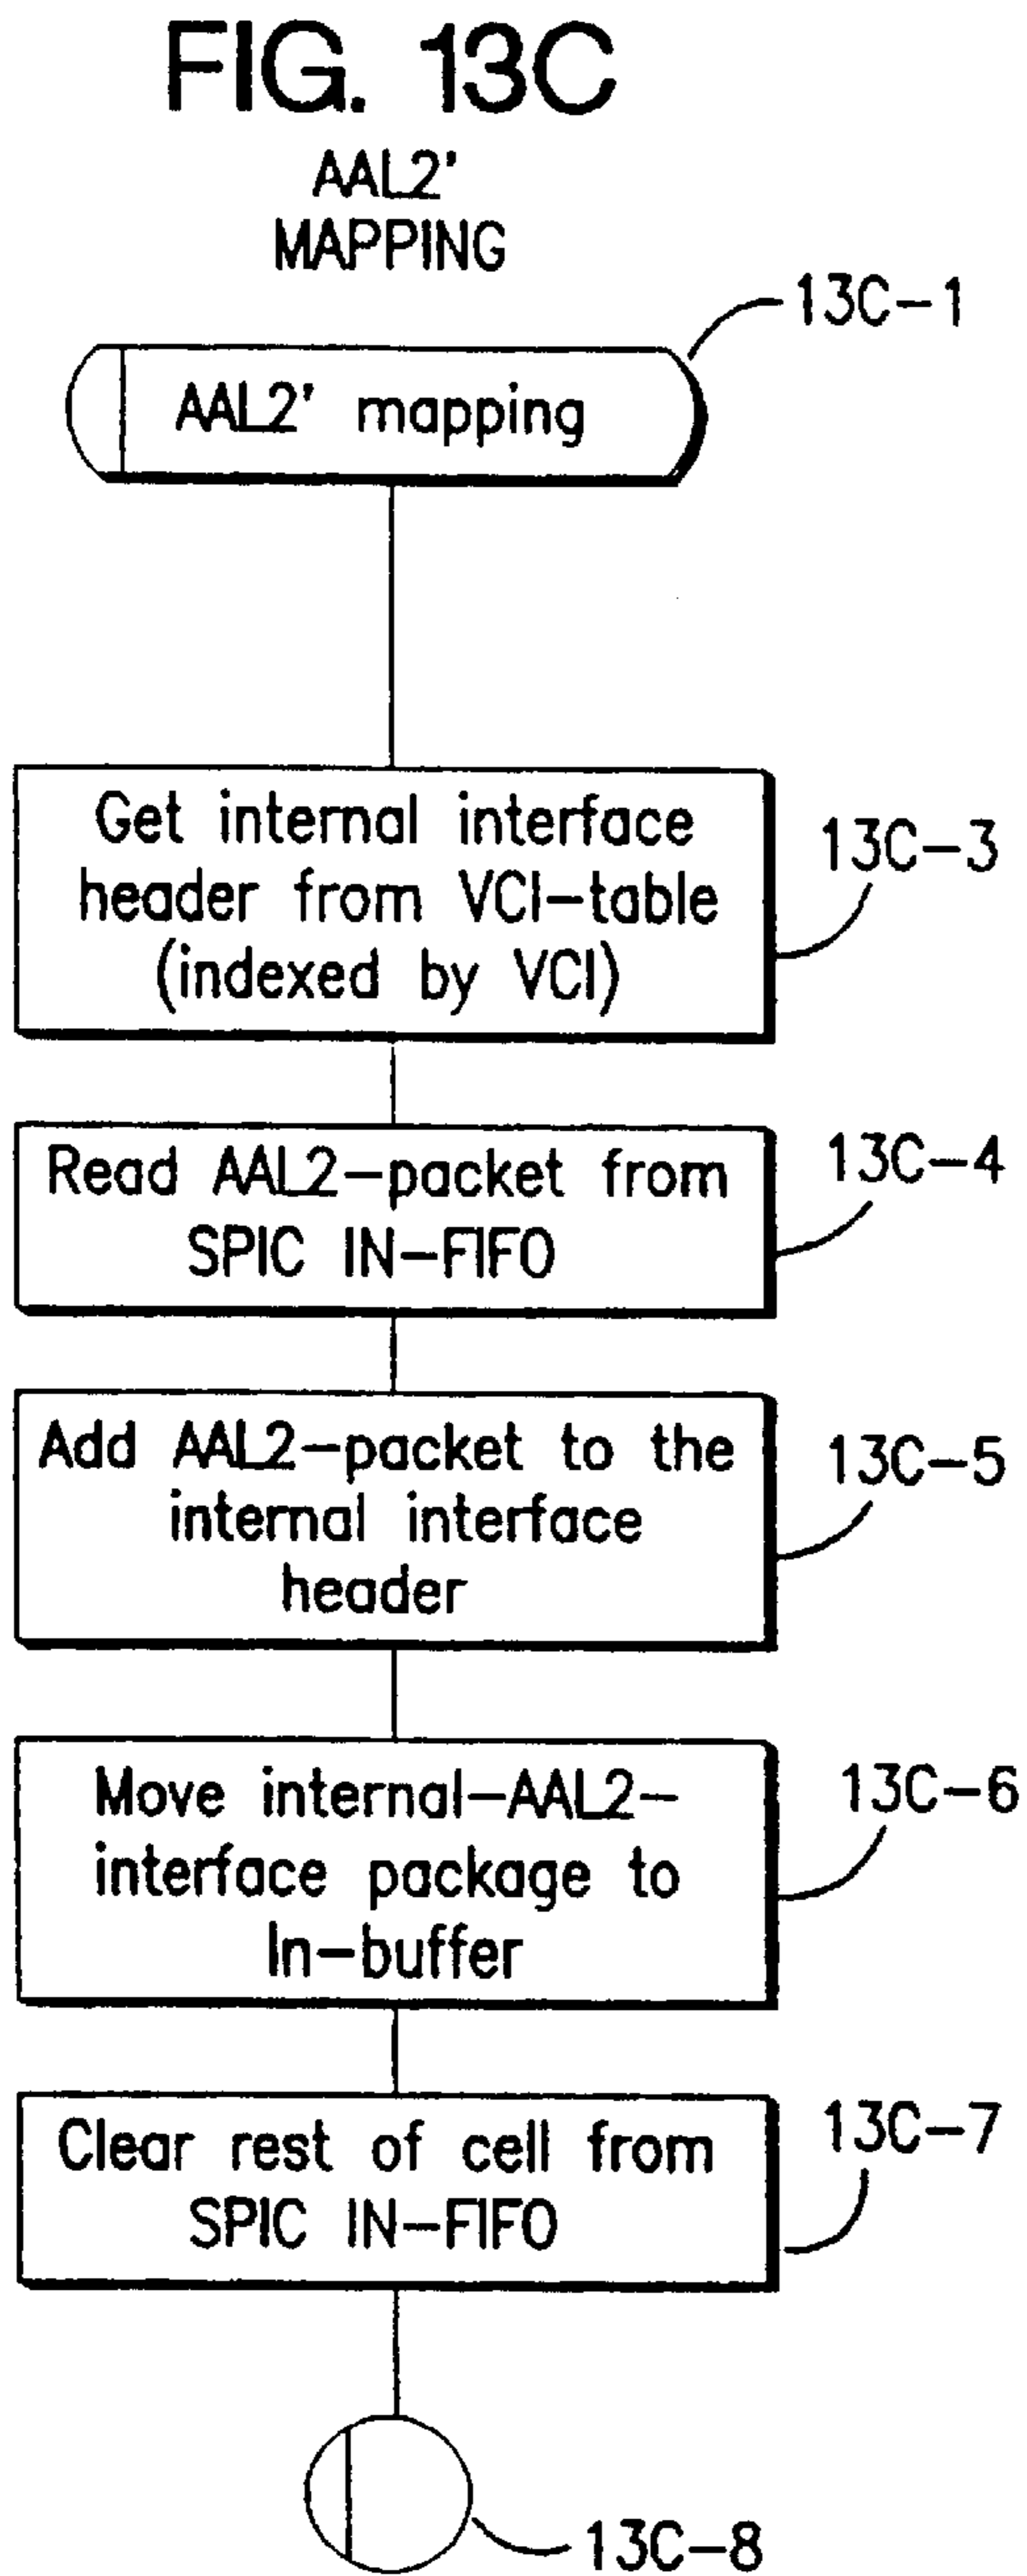 FIG. 13C
AAL2'
MAPPING
13C-1
AAL2' mapping
Get internal interface
header from VCI-table
(indexed by VCI)
13C-3
Read AAL2-packet from
SPIC IN-FIFO
13C-4
Add AAL2-packet to the
internal interface
header
13C-5
Move internal-AAL2-
interface package to
In-buffer
13C-6
Clear rest of cell from
SPIC IN-FIFO
13C-7
13C-8